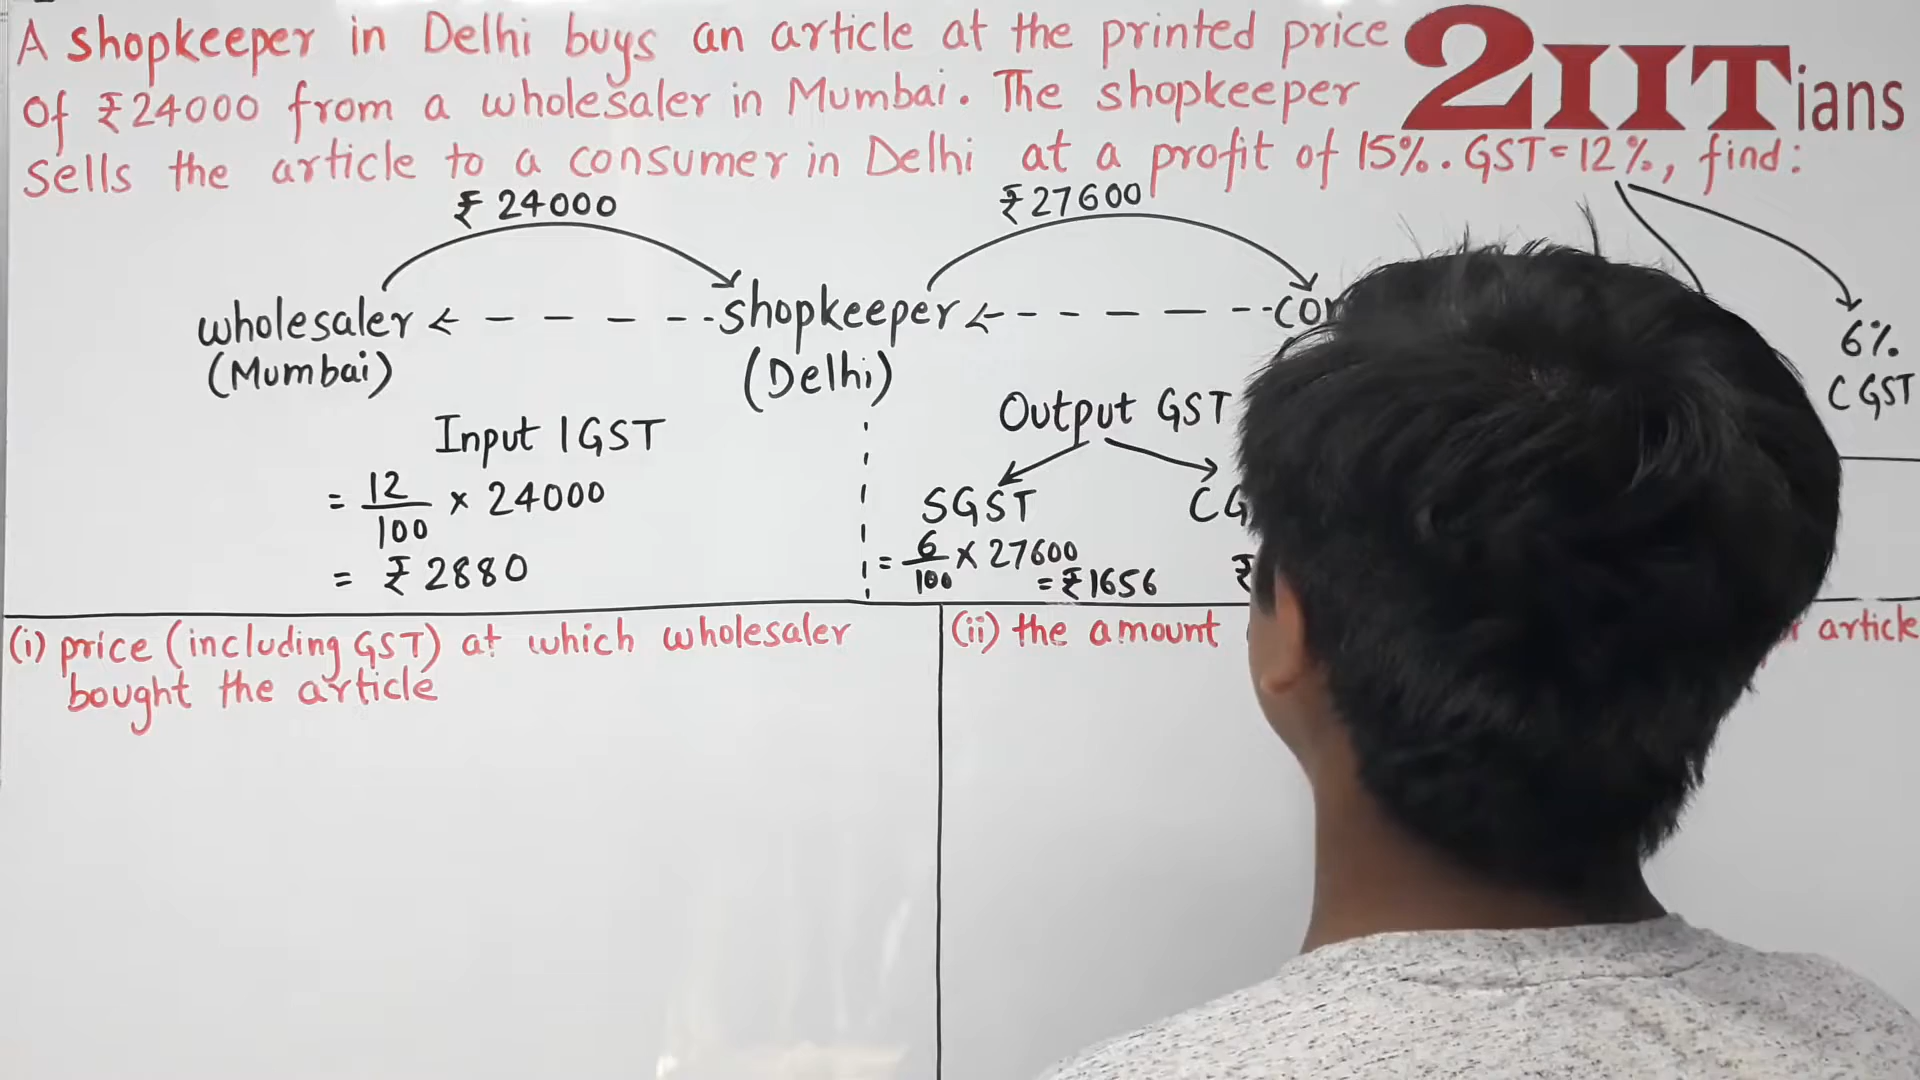 A shopkeeper in Delhi buys an article at the printed price
of ₹24000 from a wholesaler in Mumbai. The shopkeeper
sells the article to a consumer in Delhi at a profit of 15%. GST=12%, find:
2IITians
₹24000
₹27600
wholesaler
(Mumbai)
shopkeeper
(Delhi)
6%
CGST
Input IGST
= 12/100 × 24000
= ₹2880
Output GST
SGST
= 6/100 × 27600
= ₹1656
₹
(i) price (including GST) at which wholesaler
bought the article
(ii) the amount
article